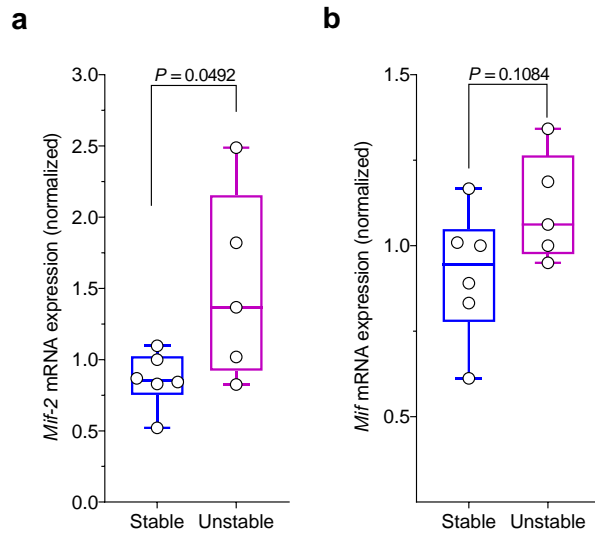 a
P = 0.0492
3.0
2.5
2.0
1.5
1.0
0.5
0.0
Mif-2 mRNA expression (normalized)
Stable
Unstable
b
P = 0.1084
1.5
1.0
0.5
Mif mRNA expression (normalized)
Stable
Unstable